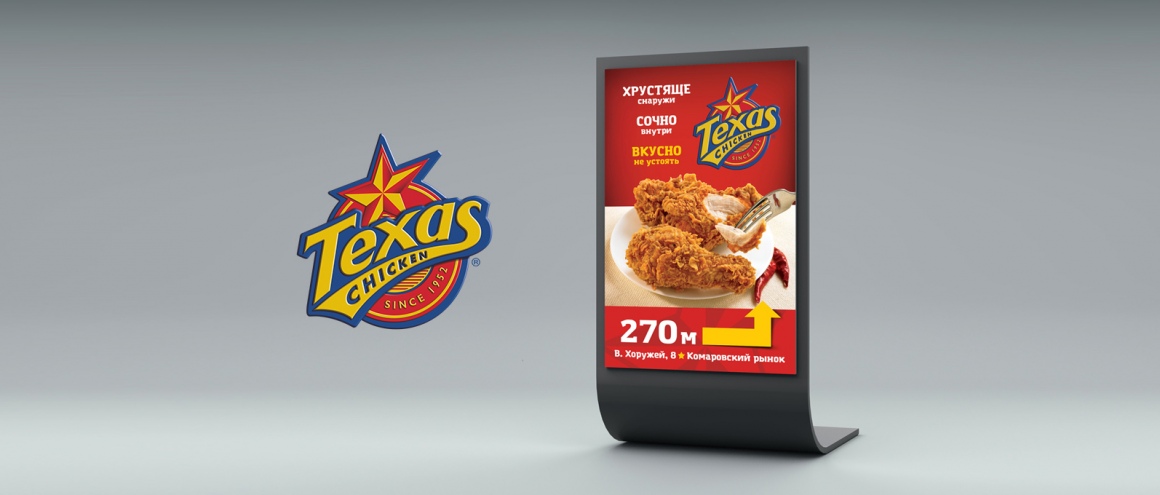 Texas
CHICKEN
SINCE 1952
®
ХРУСТЯЩЕ
снаружи
СОЧНО
внутри
ВКУСНО
не устоять
Texas
CHICKEN
SINCE 1952
270м
В. Хоружей, 8 ★ Комаровский рынок